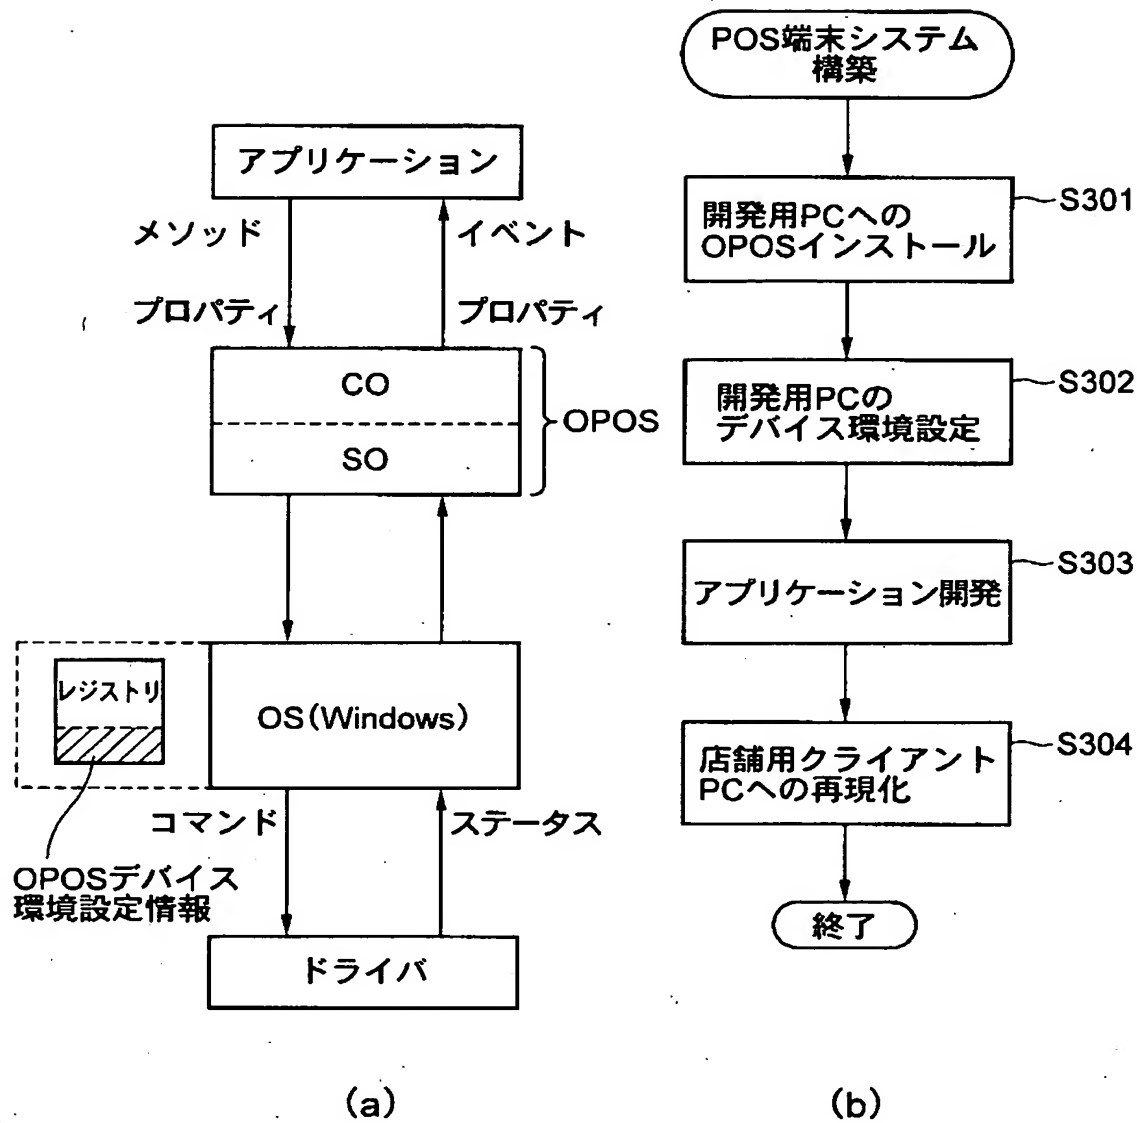 アプリケーション
メソッド
イベント
プロパティ
プロパティ
CO
SO
OPOS
レジストリ
OS(Windows)
コマンド
ステータス
OPOSデバイス
環境設定情報
ドライバ
(a)
POS端末システム
構築
開発用PCへの
OPOSインストール
S301
開発用PCの
デバイス環境設定
S302
アプリケーション開発
S303
店舗用クライアント
PCへの再現化
S304
終了
(b)